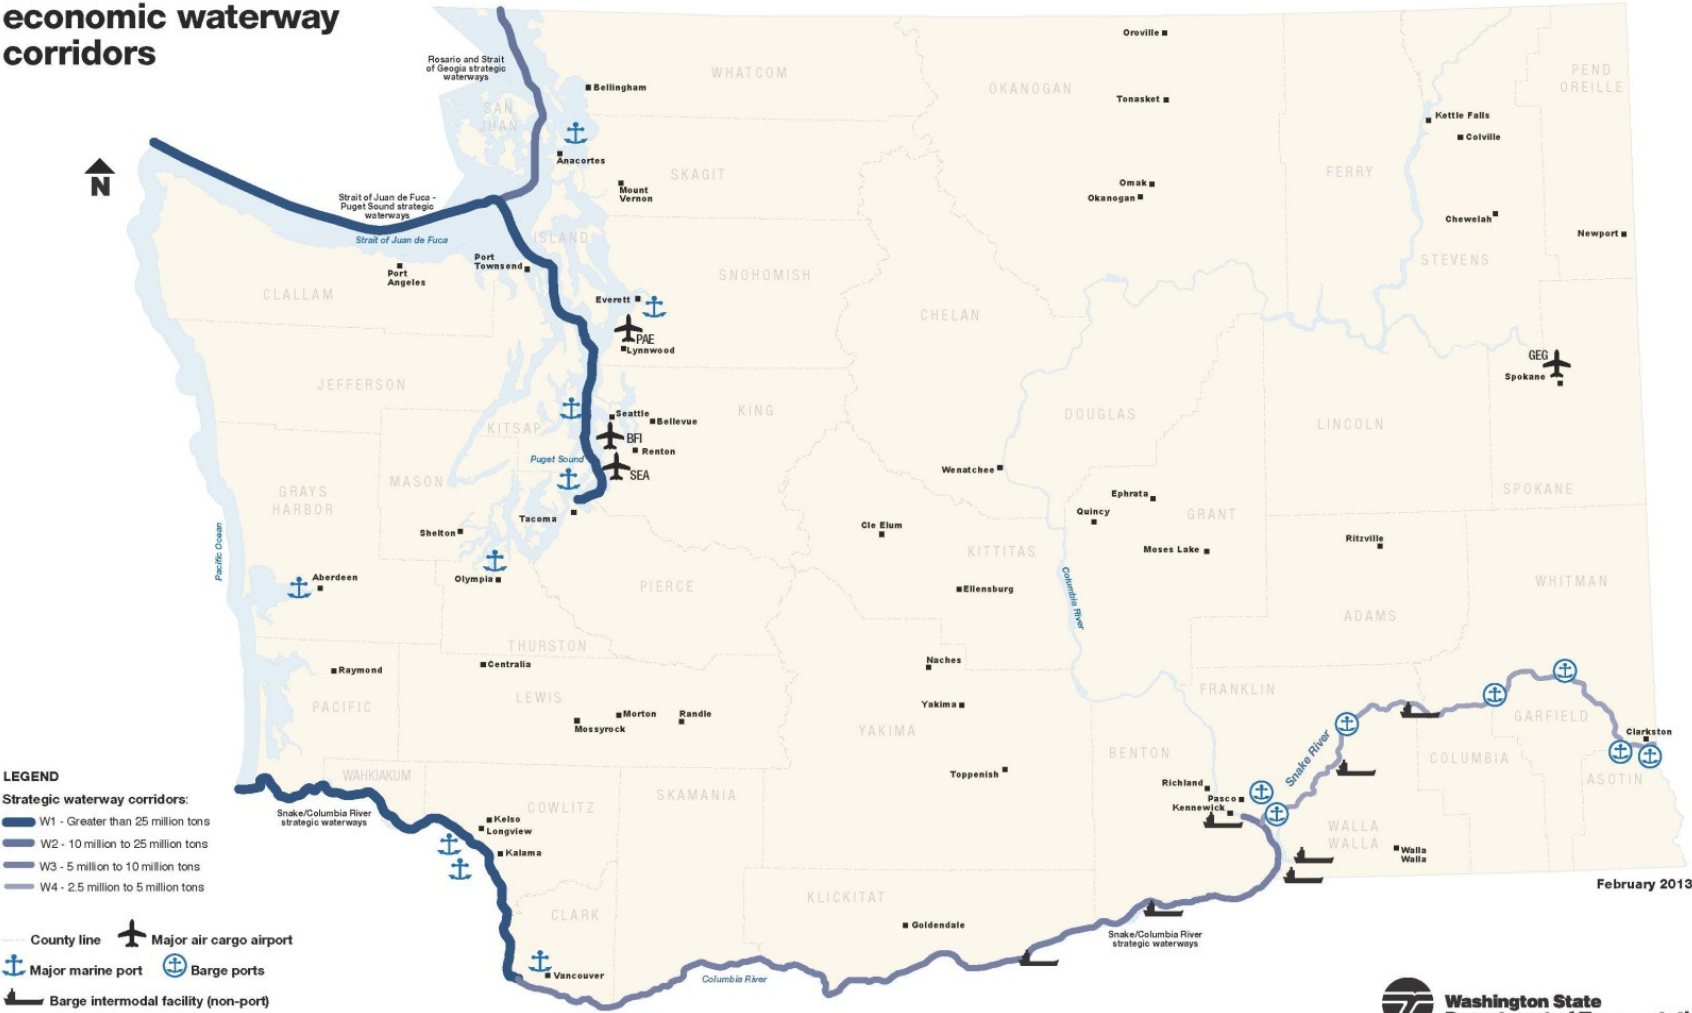 economic waterway
corridors
Rosario and Strait
of Geogia strategic
waterways
SAN
JUAN
Bellingham
WHATCOM
Oroville
OKANOGAN
Tonasket
PEND
OREILLE
Kettle Falls
Colville
N
Anacortes
SKAGIT
Mount
Vernon
Omak
Okanogan
FERRY
Chewelah
Newport
STEVENS
Strait of Juan de Fuca -
Puget Sound strategic
waterways
Strait of Juan de Fuca
ISLAND
Port
Townsend
Port
Angeles
CLALLAM
SNOHOMISH
Everett
PAE
Lynnwood
CHELAN
GEG
Spokane
JEFFERSON
KITSAP
Seattle
Bellevue
KING
BFI
Renton
SEA
Puget Sound
DOUGLAS
LINCOLN
Wenatchee
MASON
GRAYS
HARBOR
Tacoma
Shelton
Ephrata
Quincy
GRANT
SPOKANE
Cle Elum
KITTITAS
Moses Lake
Ritzville
Pacific Ocean
Aberdeen
Olympia
PIERCE
Ellensburg
Columbia River
WHITMAN
ADAMS
THURSTON
Centralia
Raymond
LEWIS
PACIFIC
Morton
Mossyrock
Randle
Naches
Yakima
YAKIMA
FRANKLIN
GARFIELD
Clarkston
Snake River
BENTON
COLUMBIA
ASOTIN
Toppenish
Richland
Pasco
Kennewick
WALLA
WALLA
Walla
Walla
LEGEND
Strategic waterway corridors:
W1 - Greater than 25 million tons
W2 - 10 million to 25 million tons
W3 - 5 million to 10 million tons
W4 - 2.5 million to 5 million tons
WAHKIAKUM
Snake/Columbia River
strategic waterways
COWLITZ
SKAMANIA
Kelso
Longview
Kalama
CLARK
KLICKITAT
Goldendale
Snake/Columbia River
strategic waterways
Columbia River
Vancouver
February 2013
County line
Major air cargo airport
Major marine port
Barge ports
Barge intermodal facility (non-port)
Washington State